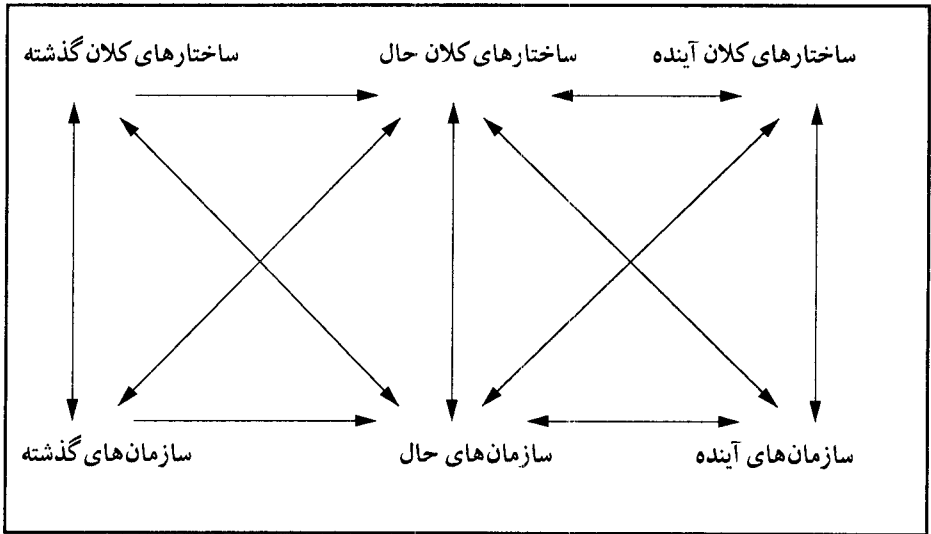 ساختارهای کلان آینده
ساختارهای کلان حال
ساختارهای کلان گذشته
سازمان‌های آینده
سازمان‌های حال
سازمان‌های گذشته